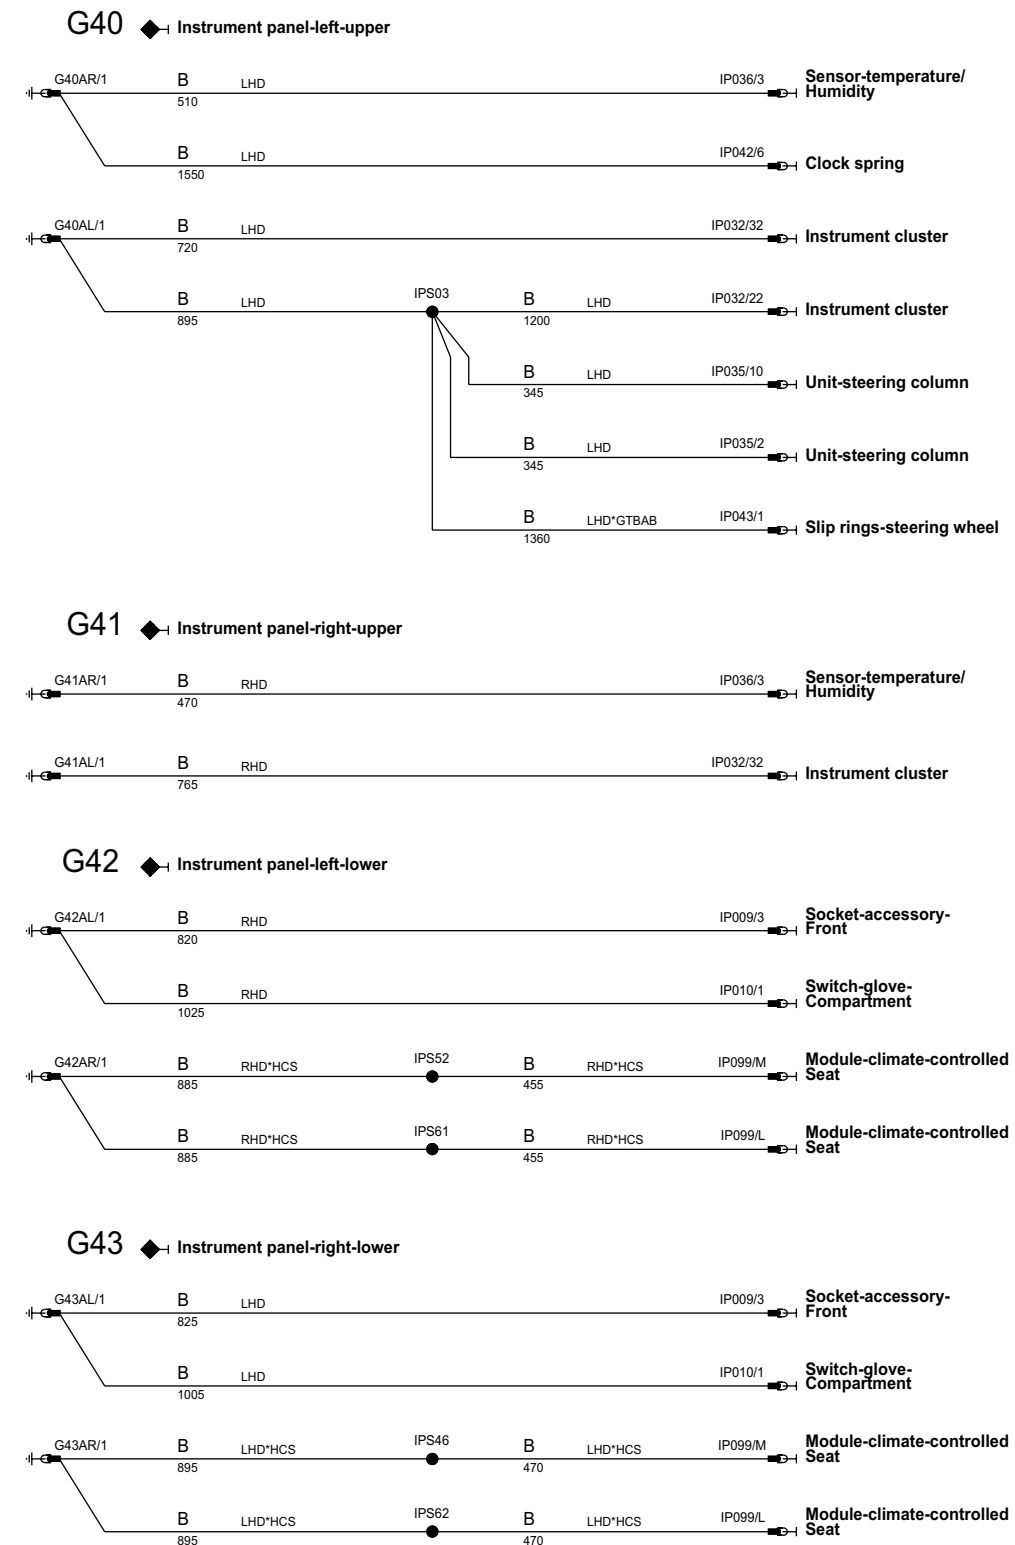 G40 Instrument panel-left-upper
G40AR/1 B LHD IP036/3 Sensor-temperature/
510 Humidity
B LHD IP042/6 Clock spring
1550
G40AL/1 B LHD IP032/32 Instrument cluster
720
B LHD IPS03 B LHD IP032/22 Instrument cluster
895 1200
B LHD IP035/10 Unit-steering column
345
B LHD IP035/2 Unit-steering column
345
B LHD*GTBAB IP043/1 Slip rings-steering wheel
1360
G41 Instrument panel-right-upper
G41AR/1 B RHD IP036/3 Sensor-temperature/
470 Humidity
G41AL/1 B RHD IP032/32 Instrument cluster
765
G42 Instrument panel-left-lower
G42AL/1 B RHD IP009/3 Socket-accessory-
820 Front
B RHD IP010/1 Switch-glove-
1025 Compartment
G42AR/1 B RHD*HCS IPS52 B RHD*HCS IP099/M Module-climate-controlled
885 455 Seat
B RHD*HCS IPS61 B RHD*HCS IP099/L Module-climate-controlled
885 455 Seat
G43 Instrument panel-right-lower
G43AL/1 B LHD IP009/3 Socket-accessory-
825 Front
B LHD IP010/1 Switch-glove-
1005 Compartment
G43AR/1 B LHD*HCS IPS46 B LHD*HCS IP099/M Module-climate-controlled
895 470 Seat
B LHD*HCS IPS62 B LHD*HCS IP099/L Module-climate-controlled
895 470 Seat